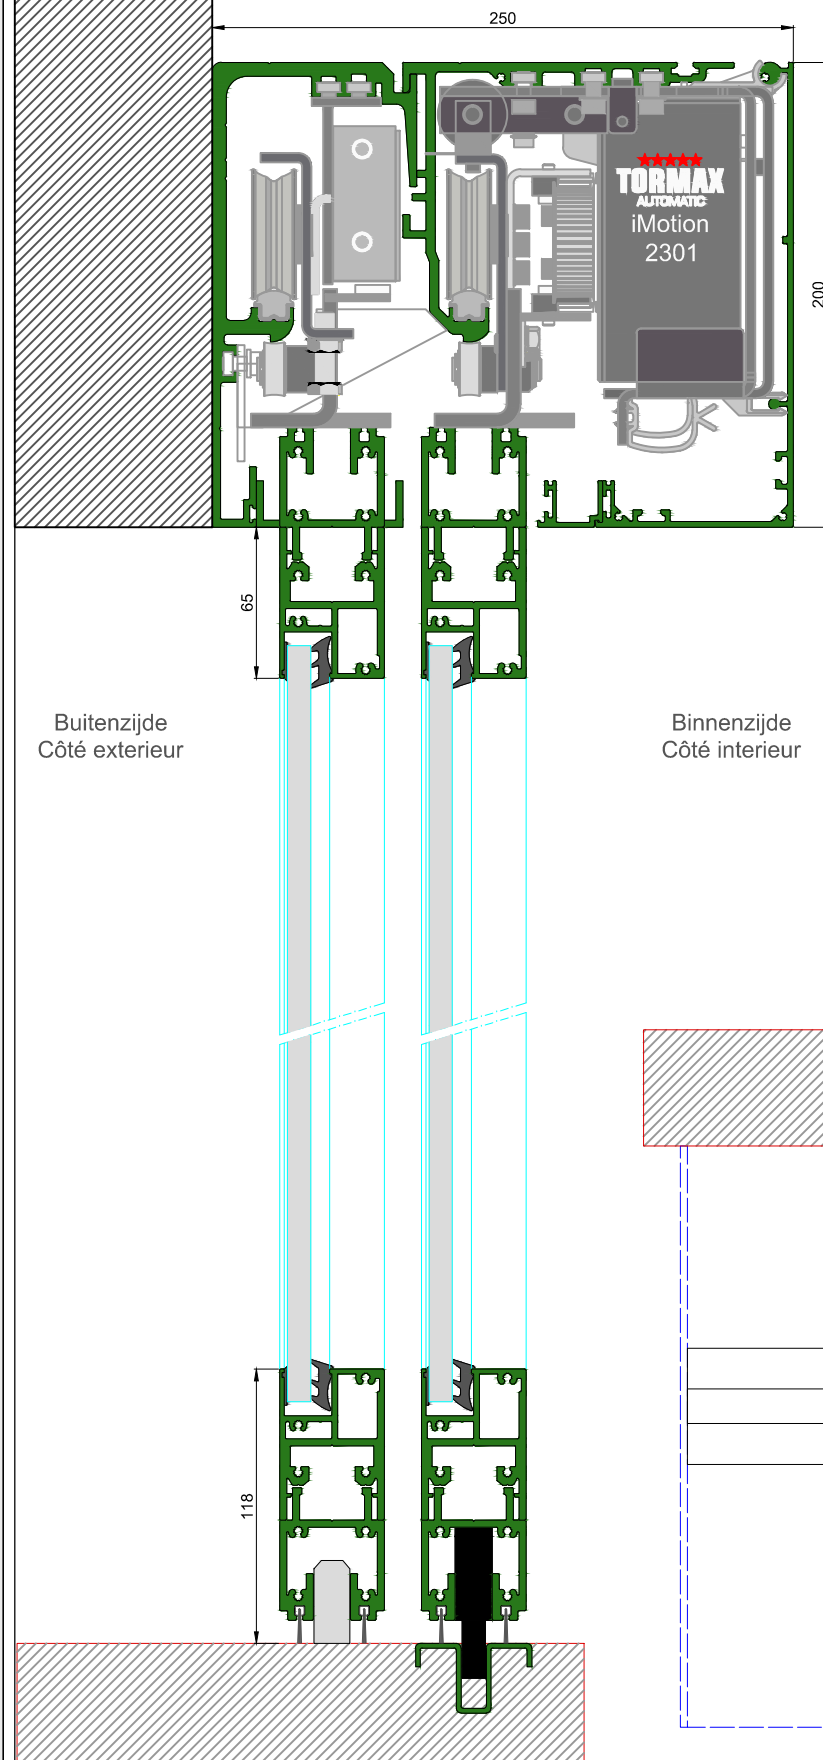 250
TORMAX
AUTOMATIC
iMotion
2301
200
65
Buitenzijde
Côté exterieur
Binnenzijde
Côté interieur
118